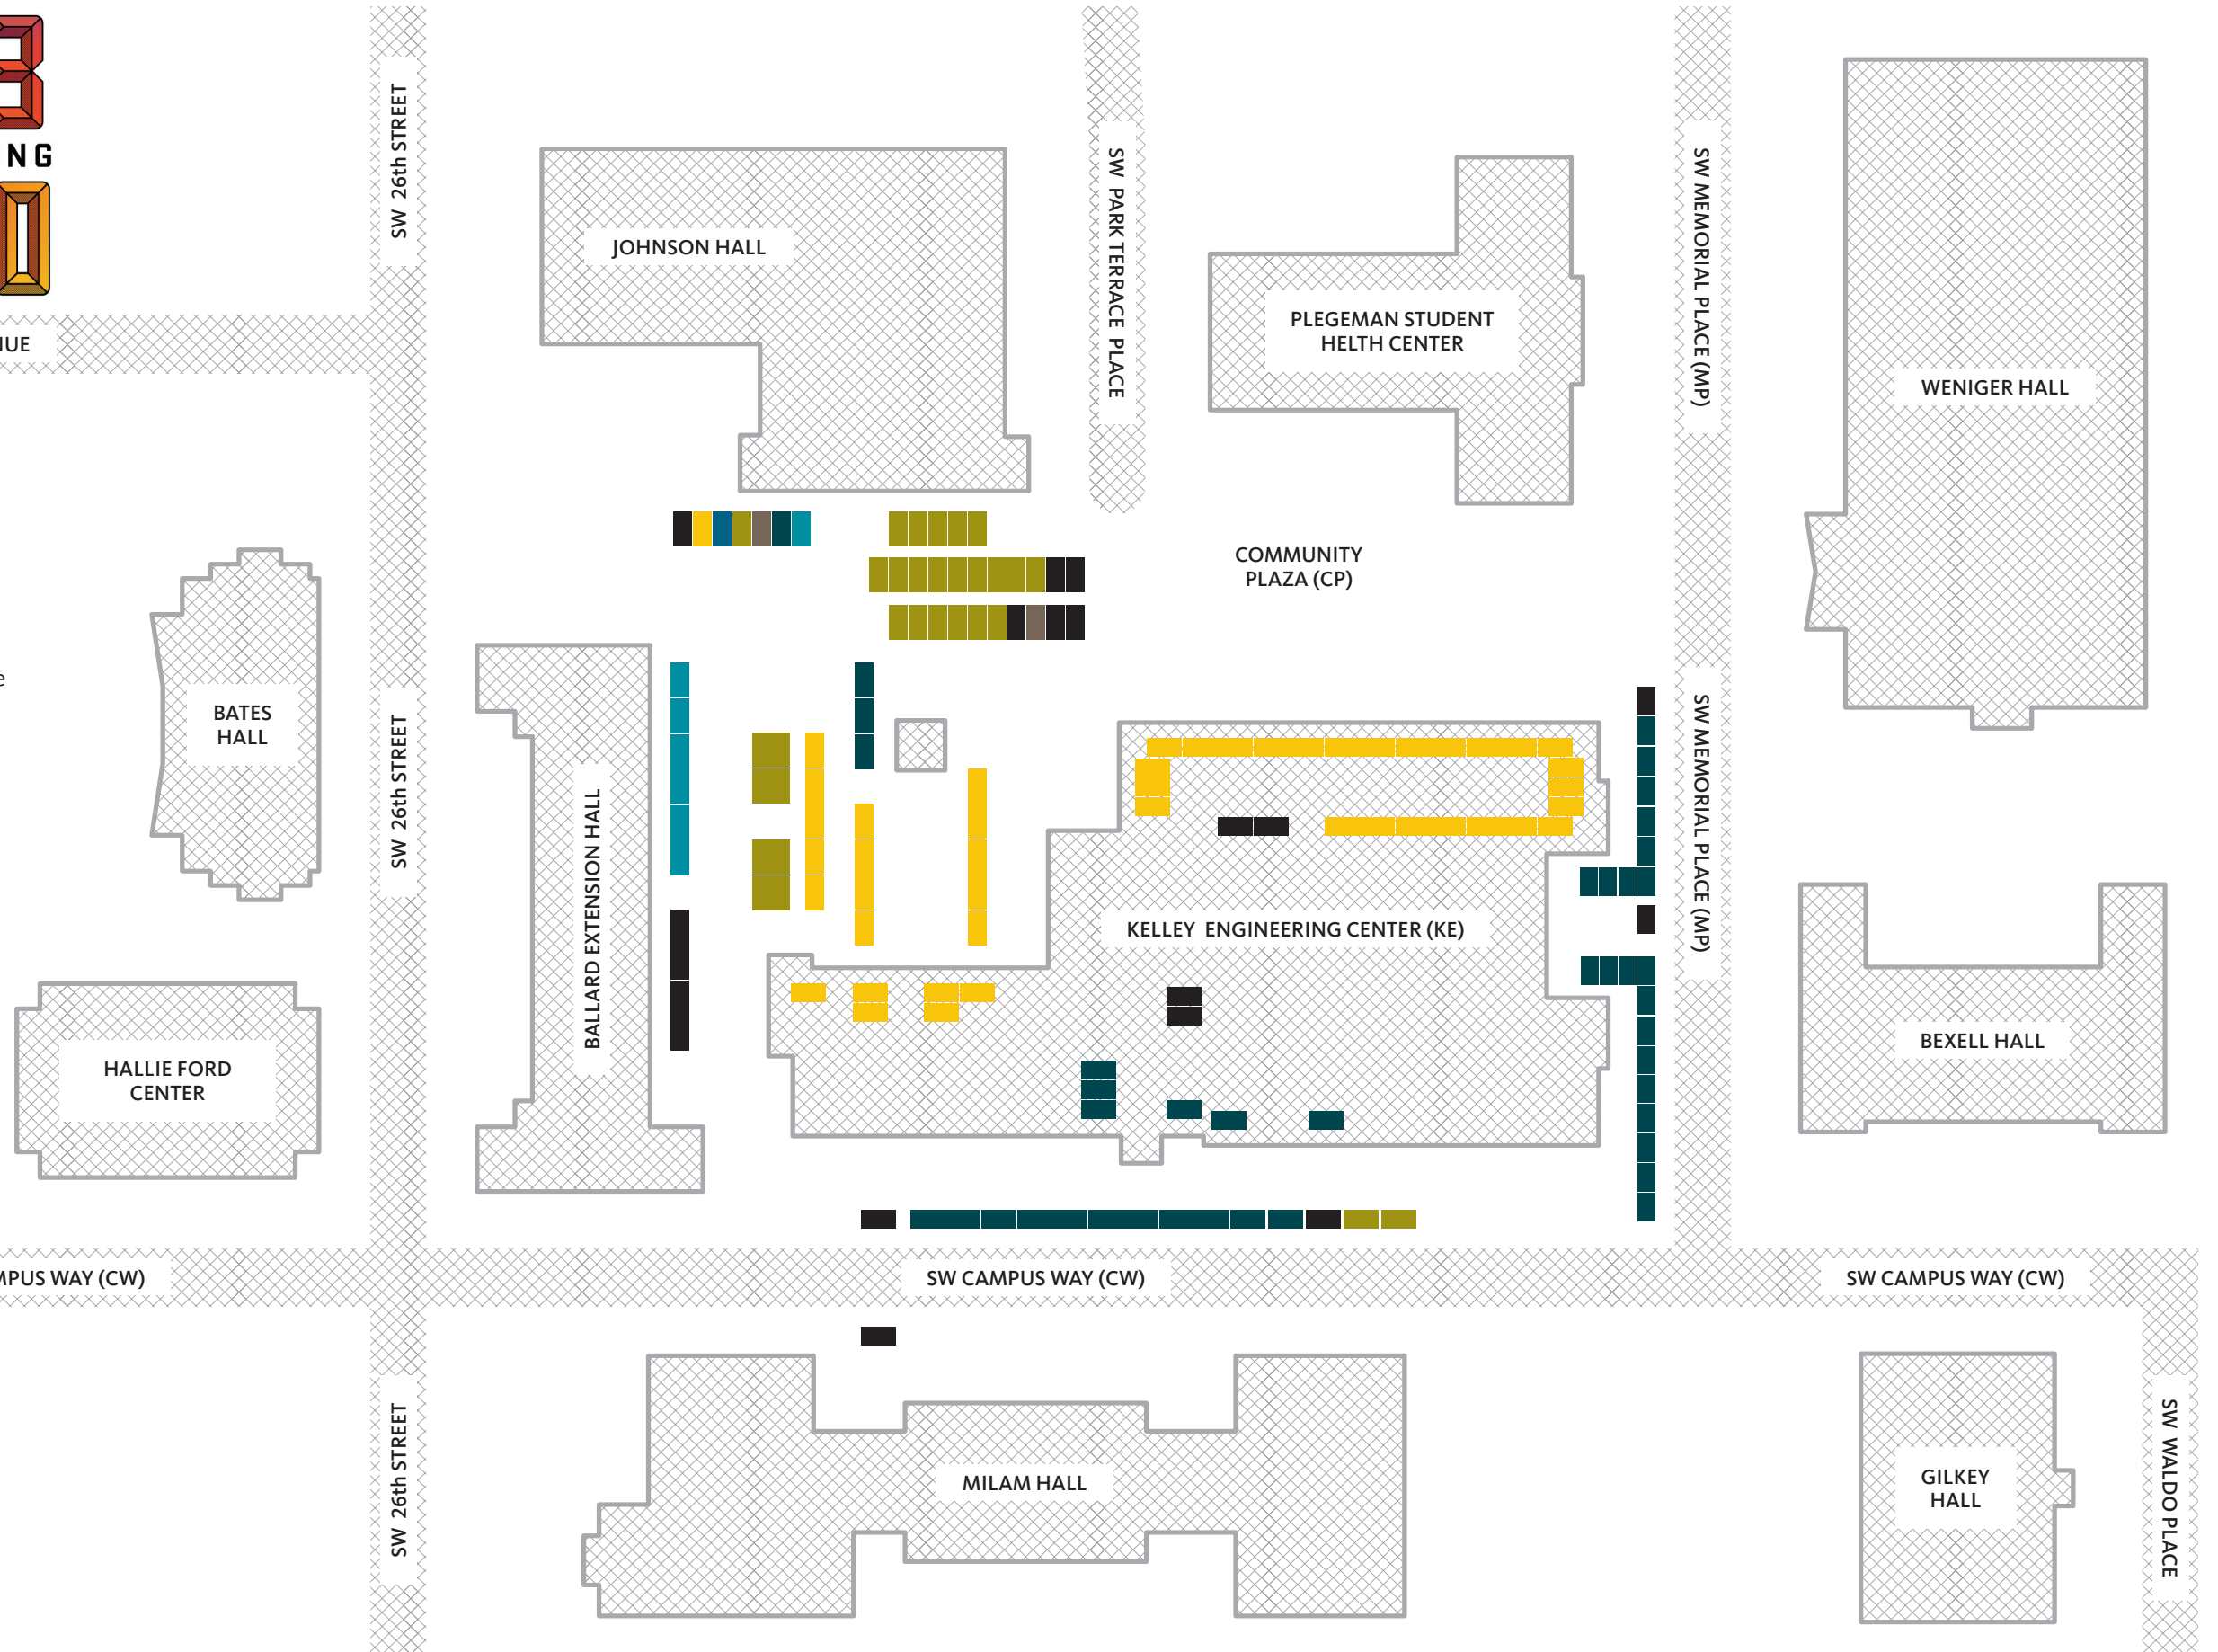 NG
SW 26th STREET
JOHNSON HALL
SW PARK TERRACE PLACE
PLEGEMAN STUDENT
HELTH CENTER
SW MEMORIAL PLACE (MP)
WENIGER HALL
COMMUNITY
PLAZA (CP)
BATES
HALL
SW 26th STREET
BALLARD EXTENSION HALL
KELLEY ENGINEERING CENTER (KE)
SW MEMORIAL PLACE (MP)
HALLIE FORD
CENTER
BEXELL HALL
MPUS WAY (CW)
SW CAMPUS WAY (CW)
SW CAMPUS WAY (CW)
SW 26th STREET
MILAM HALL
GILKEY
HALL
SW WALDO PLACE